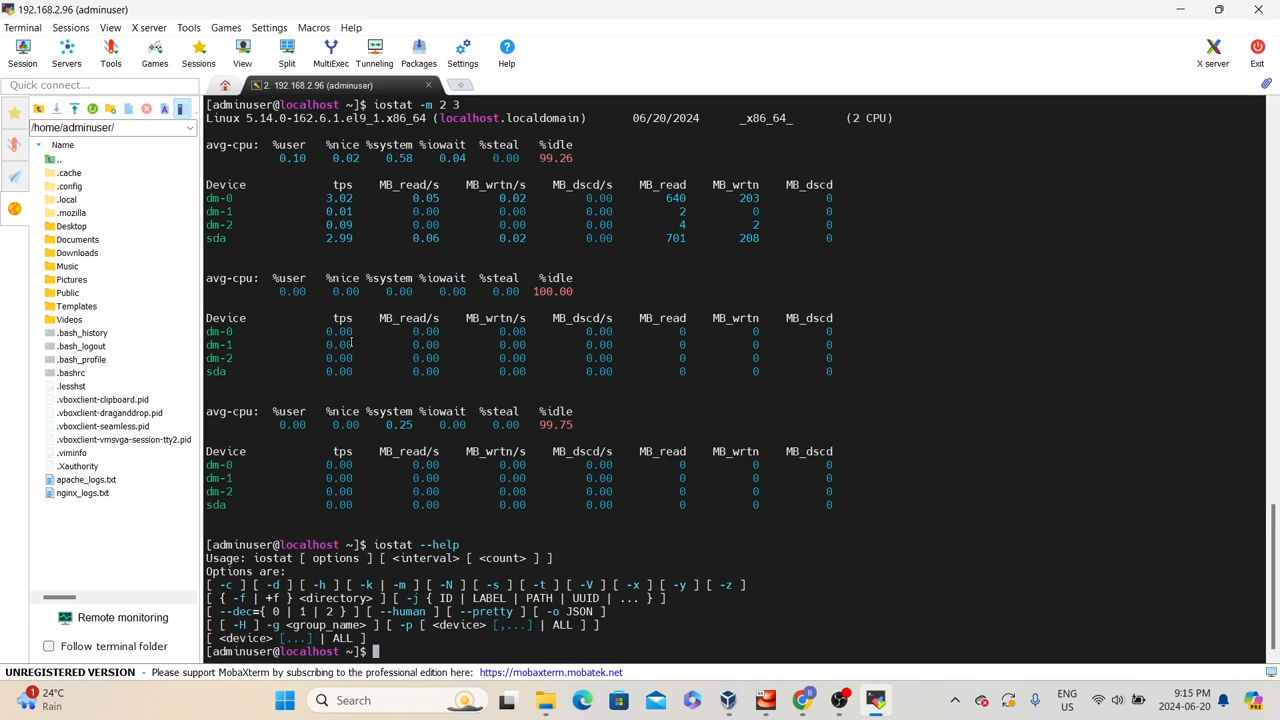 192.168.2.96 (adminuser)
Terminal Sessions View X server Tools Games Settings Macros Help
Session Servers Tools Games Sessions View Split MultiExec Tunneling Packages Settings Help X server Exit
Quick connect...
2. 192.168.2.96 (adminuser)
/home/adminuser/
Name
..
.cache
.config
.local
.mozilla
Desktop
Documents
Downloads
Music
Pictures
Public
Templates
Videos
.bash_history
.bash_logout
.bash_profile
.bashrc
.lesshst
.vboxclient-clipboard.pid
.vboxclient-draganddrop.pid
.vboxclient-seamless.pid
.vboxclient-vmsvga-session-tty2.pid
.viminfo
.Xauthority
apache_logs.txt
nginx_logs.txt
Remote monitoring
Follow terminal folder
[adminuser@localhost ~]$ iostat -m 2 3
Linux 5.14.0-162.6.1.el9_1.x86_64 (localhost.localdomain) 06/20/2024 _x86_64_ (2 CPU)
avg-cpu: %user %nice %system %iowait %steal %idle
0.10 0.02 0.58 0.04 0.00 99.26
Device tps MB_read/s MB_wrtn/s MB_dscd/s MB_read MB_wrtn MB_dscd
dm-0 3.02 0.05 0.02 0.00 640 203 0
dm-1 0.01 0.00 0.00 0.00 2 0 0
dm-2 0.09 0.00 0.00 0.00 4 2 0
sda 2.99 0.06 0.02 0.00 701 208 0
avg-cpu: %user %nice %system %iowait %steal %idle
0.00 0.00 0.00 0.00 0.00 100.00
Device tps MB_read/s MB_wrtn/s MB_dscd/s MB_read MB_wrtn MB_dscd
dm-0 0.00 0.00 0.00 0.00 0 0 0
dm-1 0.00 0.00 0.00 0.00 0 0 0
dm-2 0.00 0.00 0.00 0.00 0 0 0
sda 0.00 0.00 0.00 0.00 0 0 0
avg-cpu: %user %nice %system %iowait %steal %idle
0.00 0.00 0.25 0.00 0.00 99.75
Device tps MB_read/s MB_wrtn/s MB_dscd/s MB_read MB_wrtn MB_dscd
dm-0 0.00 0.00 0.00 0.00 0 0 0
dm-1 0.00 0.00 0.00 0.00 0 0 0
dm-2 0.00 0.00 0.00 0.00 0 0 0
sda 0.00 0.00 0.00 0.00 0 0 0
[adminuser@localhost ~]$ iostat --help
Usage: iostat [ options ] [ <interval> [ <count> ] ]
Options are:
[ -c ] [ -d ] [ -h ] [ -k | -m ] [ -N ] [ -s ] [ -t ] [ -V ] [ -x ] [ -y ] [ -z ]
[ { -f | +f } <directory> ] [ -j { ID | LABEL | PATH | UUID | ... } ]
[ --dec={ 0 | 1 | 2 } ] [ --human ] [ --pretty ] [ -o JSON ]
[ [ -H ] -g <group_name> ] [ -p [ <device> [,...] | ALL ] ]
[ <device> [...] | ALL ]
[adminuser@localhost ~]$
UNREGISTERED VERSION - Please support MobaXterm by subscribing to the professional edition here: https://mobaxterm.mobatek.net
1 24°C
Rain
Search
ENG
US
9:15 PM
2024-06-20
PRE